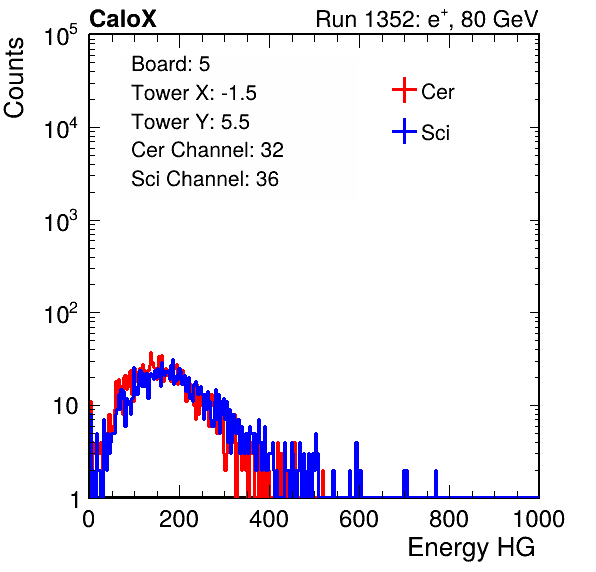 CaloX Run 1352: e⁺, 80 GeV
Counts
Board: 5
Tower X: -1.5
Tower Y: 5.5
Cer Channel: 32
Sci Channel: 36
Cer
Sci
10⁵
10⁴
10³
10²
10
1
0 200 400 600 800 1000
Energy HG